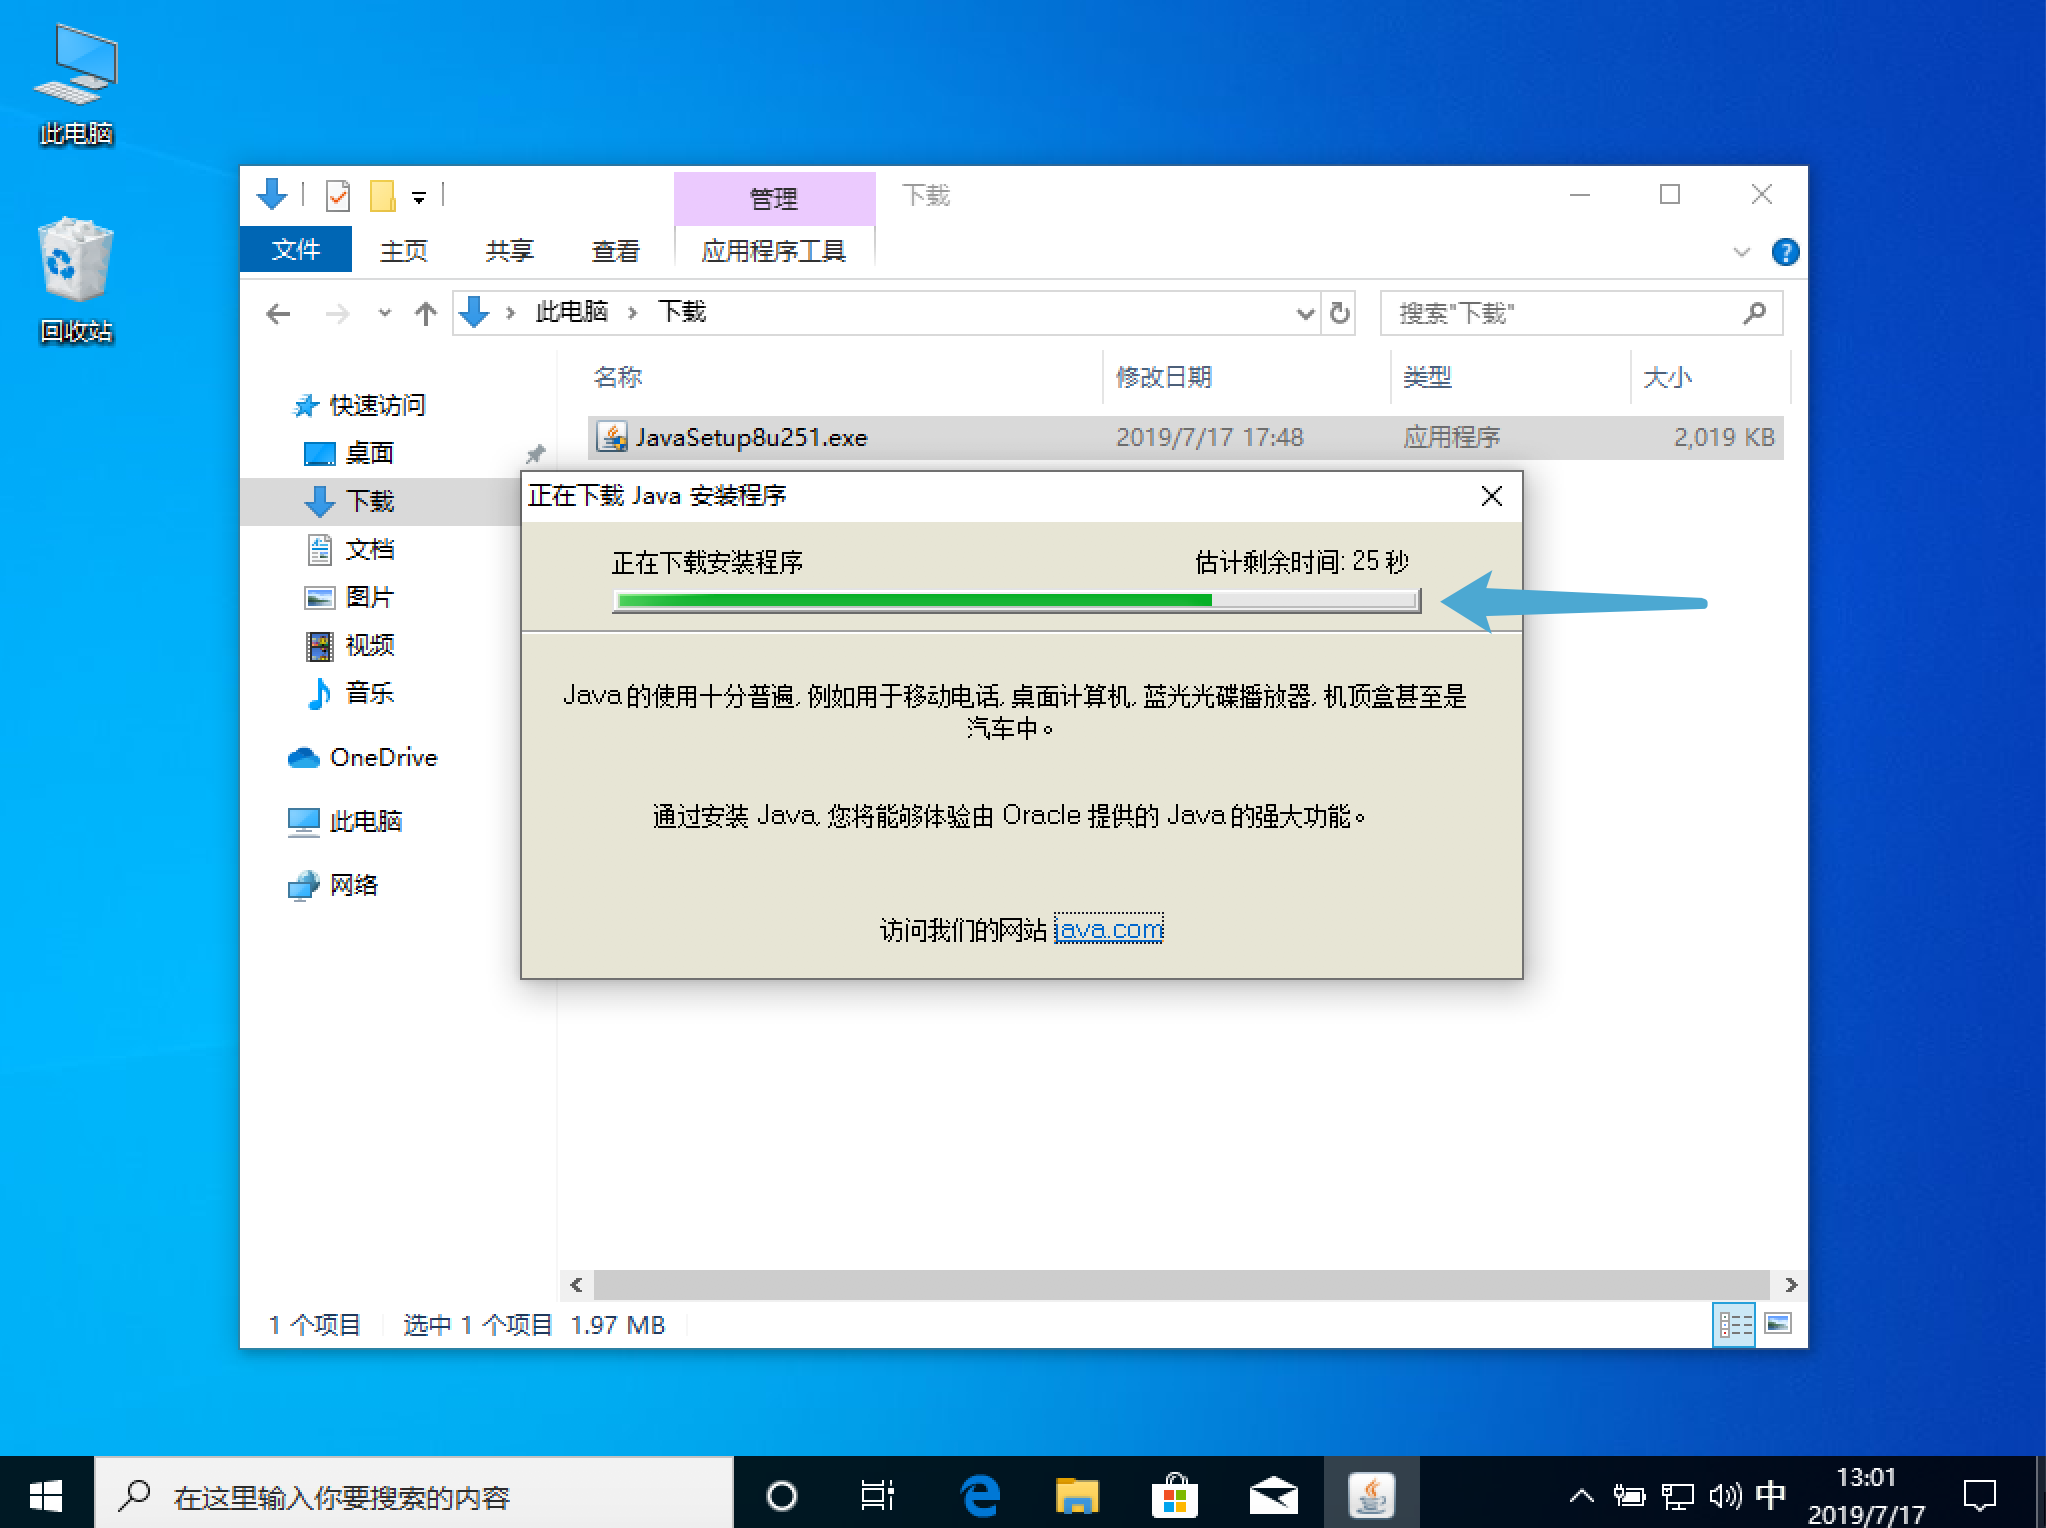 此电脑
回收站
管理
下载
文件
主页
共享
查看
应用程序工具
此电脑
下载
搜索"下载"
名称
修改日期
类型
大小
快速访问
桌面
下载
文档
图片
视频
音乐
OneDrive
此电脑
网络
JavaSetup8u251.exe
2019/7/17 17:48
应用程序
2,019 KB
正在下载 Java 安装程序
正在下载安装程序
估计剩余时间: 25 秒
Java 的使用十分普遍, 例如用于移动电话, 桌面计算机, 蓝光光碟播放器, 机顶盒甚至是
汽车中。
通过安装 Java, 您将能够体验由 Oracle 提供的 Java 的强大功能。
访问我们的网站 java.com
1 个项目
选中 1 个项目 1.97 MB
在这里输入你要搜索的内容
中
13:01
2019/7/17